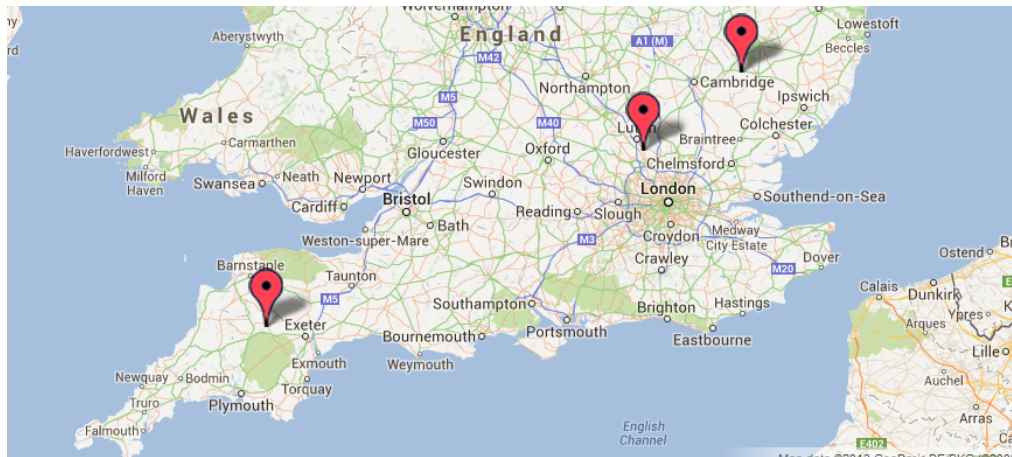 Wolverhampton
England
Lowestoft
Aberystwyth
A1 (M)
Beccles
M42
Northampton
Cambridge
Ipswich
M5
Wales
M50
M40
Luton
Braintree
Colchester
Carmarthen
Haverfordwest
Gloucester
Oxford
Chelmsford
Milford
Haven
Neath
Swansea
Newport
Swindon
London
Southend-on-Sea
Cardiff
Bristol
Reading
Slough
Bath
Croydon
Medway
City Estate
Weston-super-Mare
M3
Crawley
Dover
Ostend
Barnstaple
Taunton
M20
Calais
Dunkirk
M5
Southampton
Brighton
Hastings
Ypres
Exeter
Bournemouth
Portsmouth
Eastbourne
Arques
Lille
Exmouth
Weymouth
Newquay
Bodmin
Torquay
Auchel
Truro
Plymouth
Arras
Falmouth
English
Channel
E402